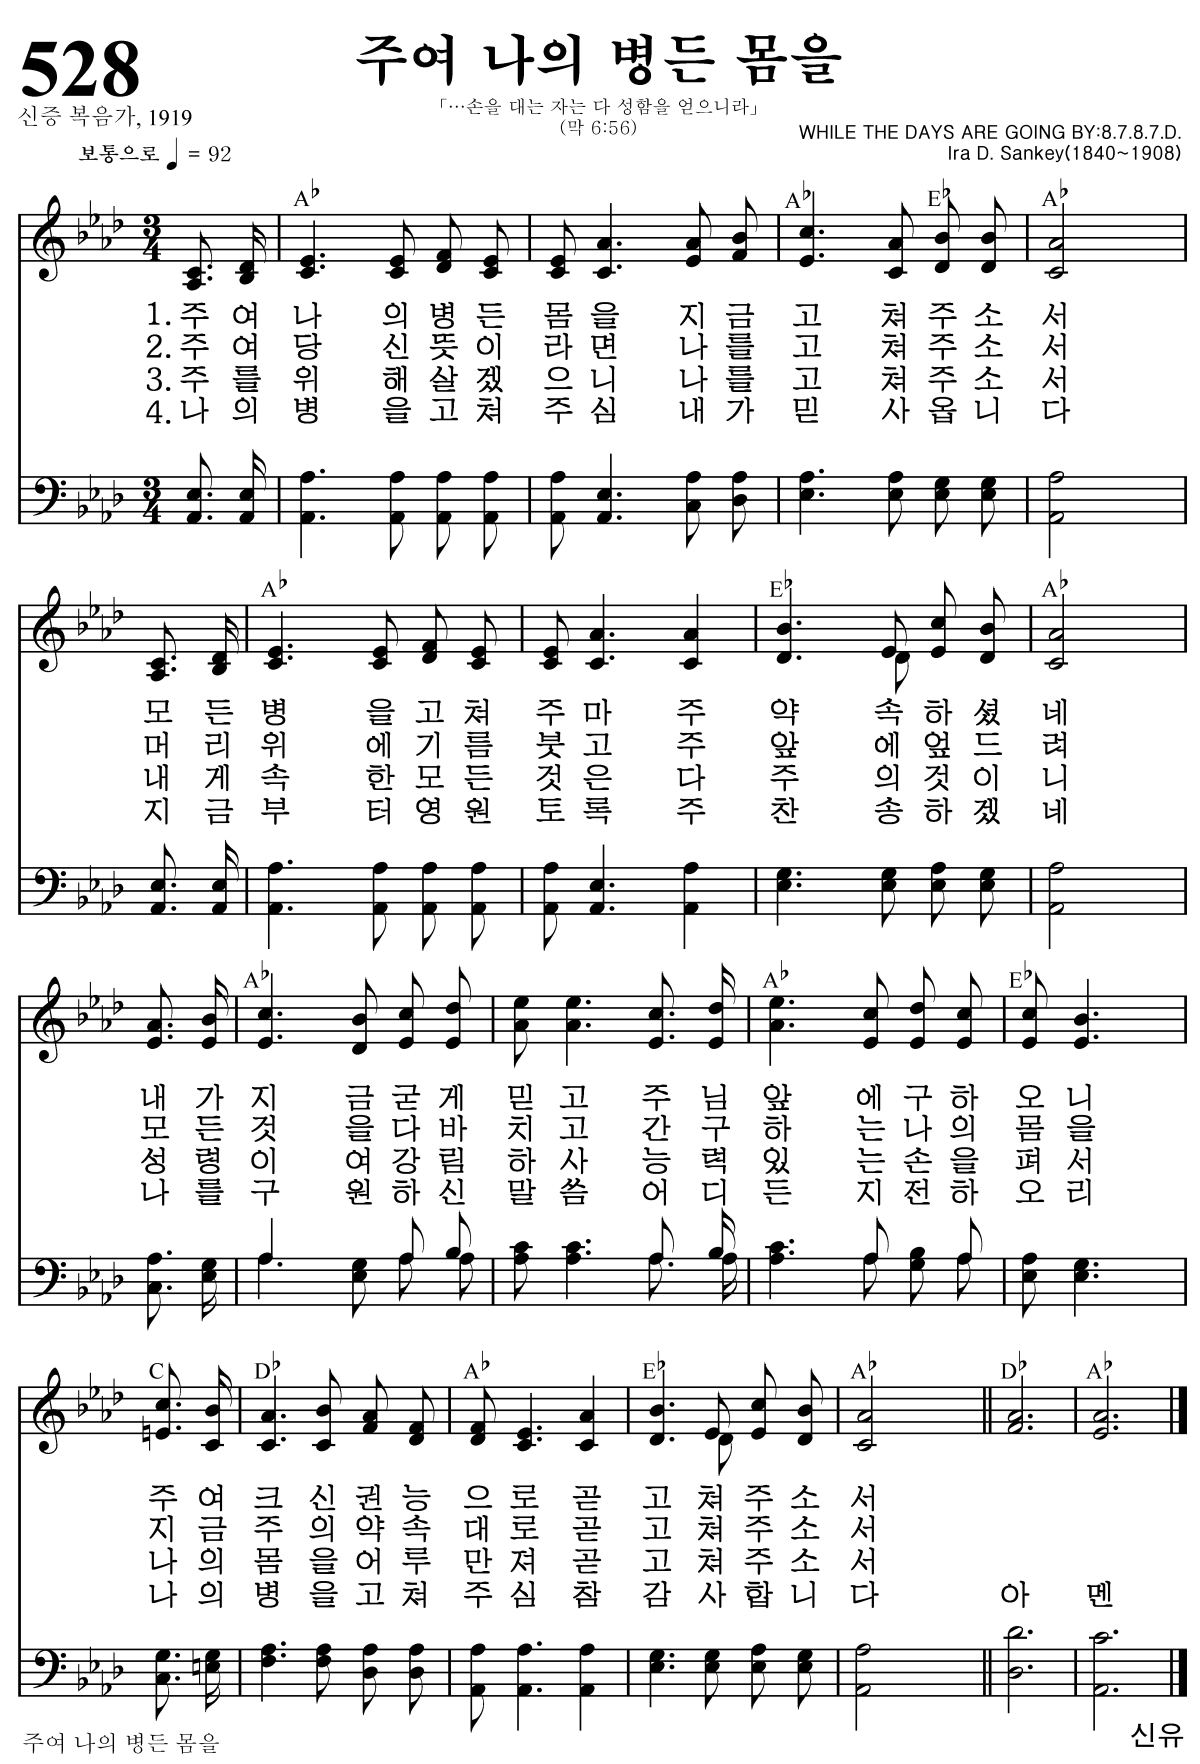 528
주여 나의 병든 몸을
신증 복음가, 1919
「…손을 대는 자는 다 성함을 얻으니라」
(막 6:56)
WHILE THE DAYS ARE GOING BY:8.7.8.7.D.
보통으로 ♩ = 92
Ira D. Sankey(1840~1908)
A♭ A♭ E♭ A♭
3 4
1. 주 여 나 의 병 든 몸 을 지 금 고 쳐 주 소 서
2. 주 여 당 신 뜻 이 라 면 나 를 고 쳐 주 소 서
3. 주 를 위 해 살 겠 으 니 나 를 고 쳐 주 소 서
4. 나 의 병 을 고 쳐 주 심 내 가 믿 사 옵 니 다
3 4
A♭ E♭ A♭
모 든 병 을 고 쳐 주 마 주 약 속 하 셨 네
머 리 위 에 기 름 붓 고 주 앞 에 엎 드 려
내 게 속 한 모 든 것 은 다 주 의 것 이 니
지 금 부 터 영 원 토 록 주 찬 송 하 겠 네
A♭ A♭ E♭
내 가 지 금 굳 게 믿 고 주 님 앞 에 구 하 오 니
모 든 것 을 다 바 치 고 간 구 하 는 나 의 몸 을
성 령 이 여 강 림 하 사 능 력 있 는 손 을 펴 서
나 를 구 원 하 신 말 씀 어 디 든 지 전 하 오 리
C D♭ A♭ E♭ A♭ D♭ A♭
주 여 크 신 권 능 으 로 곧 고 쳐 주 소 서
지 금 주 의 약 속 대 로 곧 고 쳐 주 소 서
나 의 몸 을 어 루 만 져 곧 고 쳐 주 소 서
나 의 병 을 고 쳐 주 심 참 감 사 합 니 다 아 멘
주여 나의 병든 몸을
신유